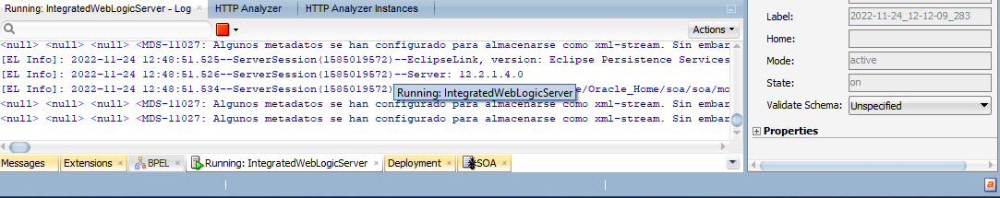 Running: IntegratedWebLogicServer - Log
HTTP Analyzer
HTTP Analyzer Instances
Actions
<null> <null> <null> <MDS-11027: Algunos metadatos se han configurado para almacenarse como xml-stream. Sin embar
[EL Info]: 2022-11-24 12:48:51.525--ServerSession(1585019572)--EclipseLink, version: Eclipse Persistence Services
[EL Info]: 2022-11-24 12:48:51.526--ServerSession(1585019572)--Server: 12.2.1.4.0
[EL Info]: 2022-11-24 12:48:51.534--ServerSession(1585019572) e/Oracle_Home/soa/soa/mo
Running: IntegratedWebLogicServer
<null> <null> <null> <MDS-11027: Algunos metadatos se han configurado para almacenarse como xml-stream. Sin embar
<null> <null> <null> <MDS-11027: Algunos metadatos se han configurado para almacenarse como xml-stream. Sin embar
Messages
Extensions
BPEL
Running: IntegratedWebLogicServer
Deployment
SOA
Label: 2022-11-24_12-12-09_283
Home:
Mode: active
State: on
Validate Schema: Unspecified
Properties